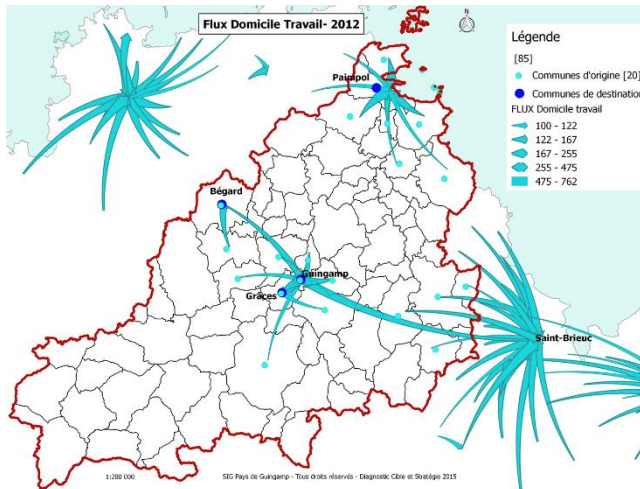 Flux Domicile Travail- 2012
N
Légende
[85]
Communes d'origine [20]
Communes de destination
FLUX Domicile travail
100 - 122
122 - 167
167 - 255
255 - 475
475 - 762
Paimpol
Bégard
Guingamp
Grâces
Saint-Brieuc
1:288 000
SIG Pays de Guingamp - Tous droits réservés - Diagnostic Cible et Stratégie 2015